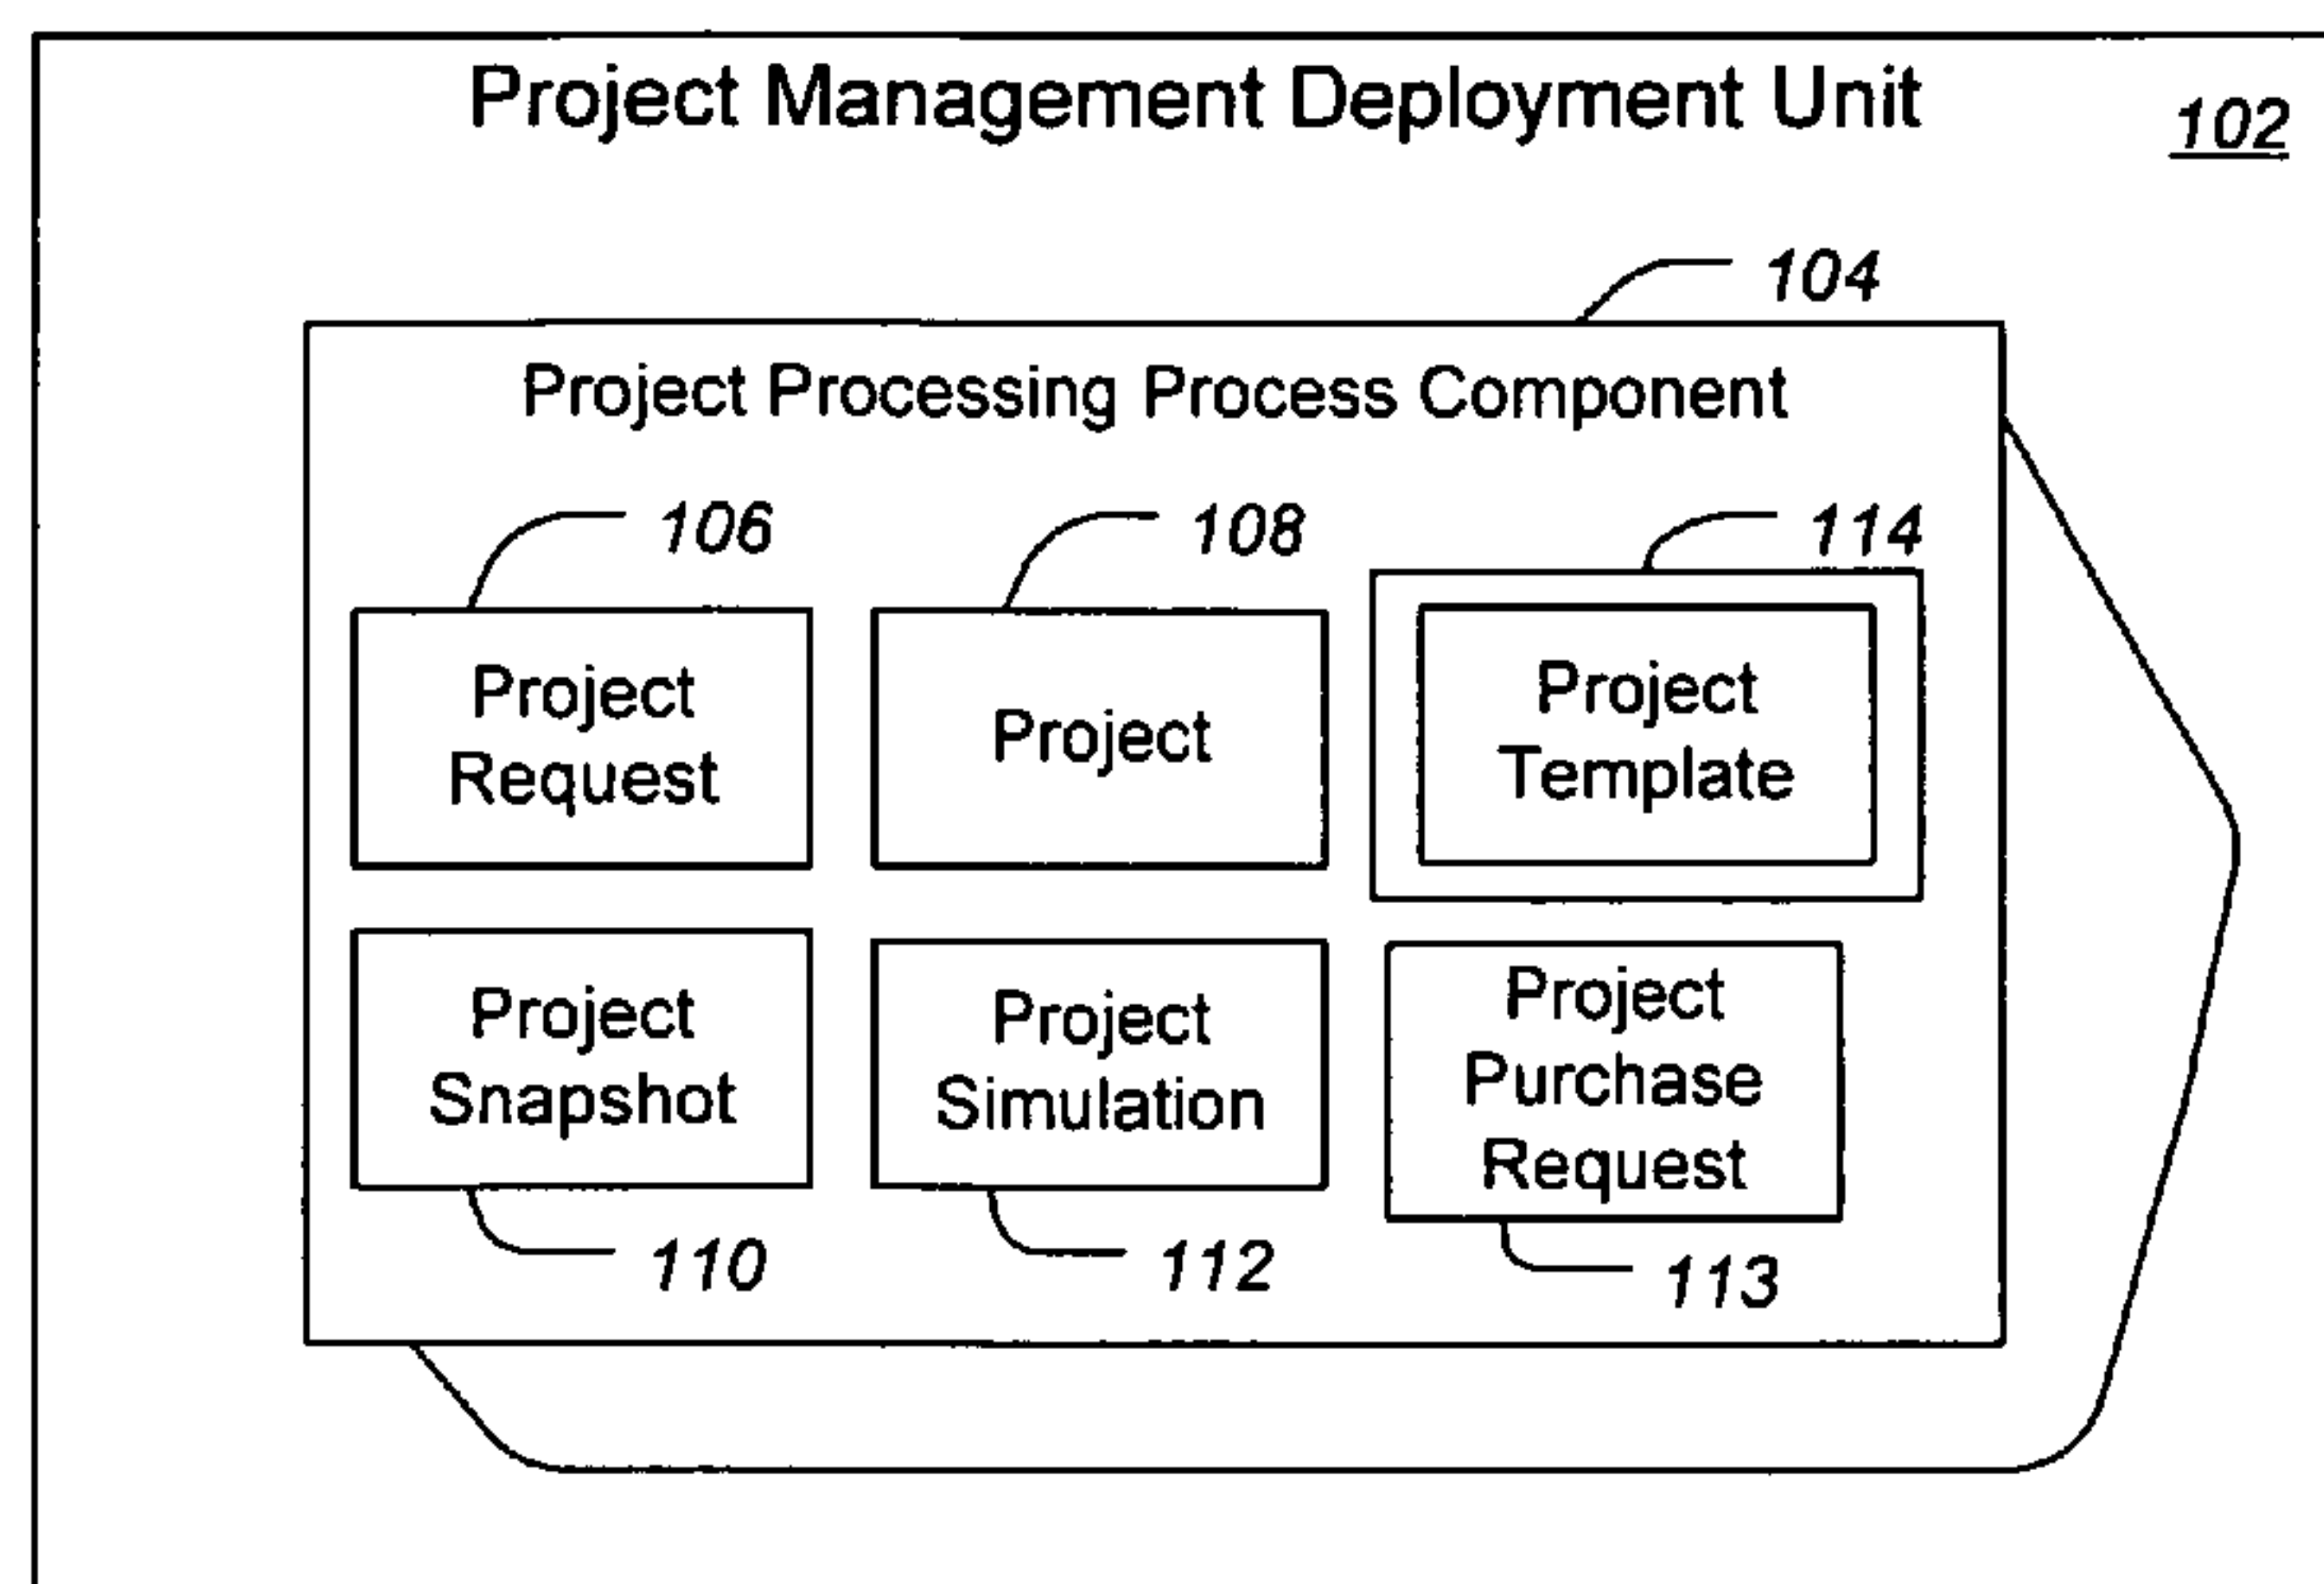 Project Management Deployment Unit
102
104
Project Processing Process Component
106
108
114
Project
Request
Project
Project
Template
Project
Snapshot
Project
Simulation
Project
Purchase
Request
110
112
113